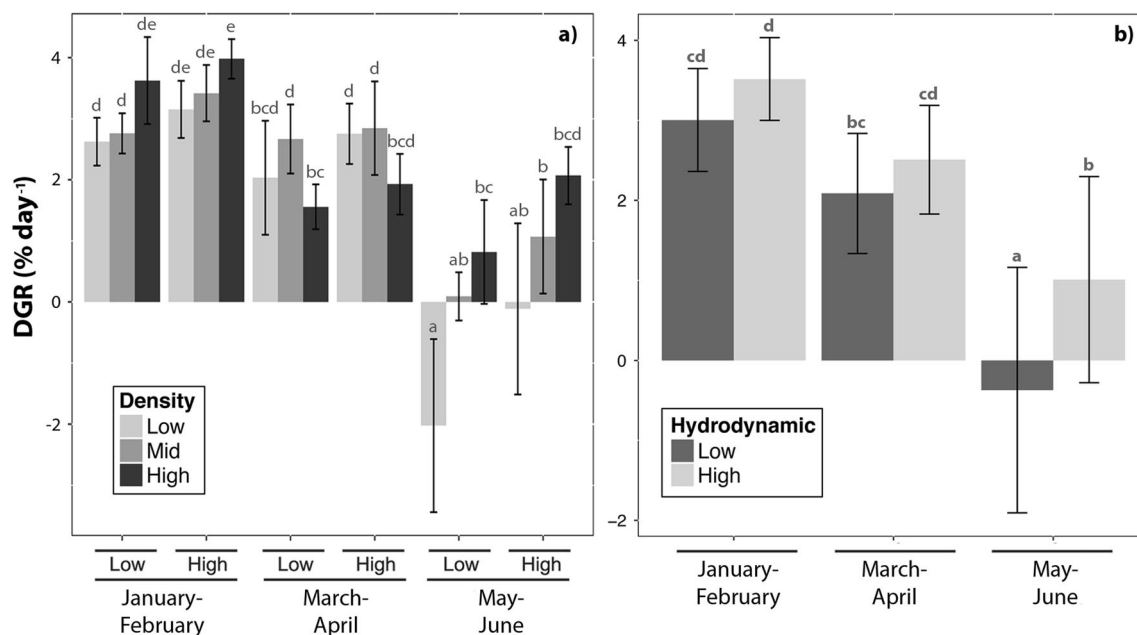 a)
de
e
de
de
d
d
d
d
bcd
bc
d
d
bcd
a
ab
bc
ab
b
bcd
4
2
0
-2
DGR (% day⁻¹)
Density
Low
Mid
High
Low
High
Low
High
Low
High
January-
February
March-
April
May-
June
b)
cd
d
bc
cd
a
b
4
2
0
−2
Hydrodynamic
Low
High
January-
February
March-
April
May-
June